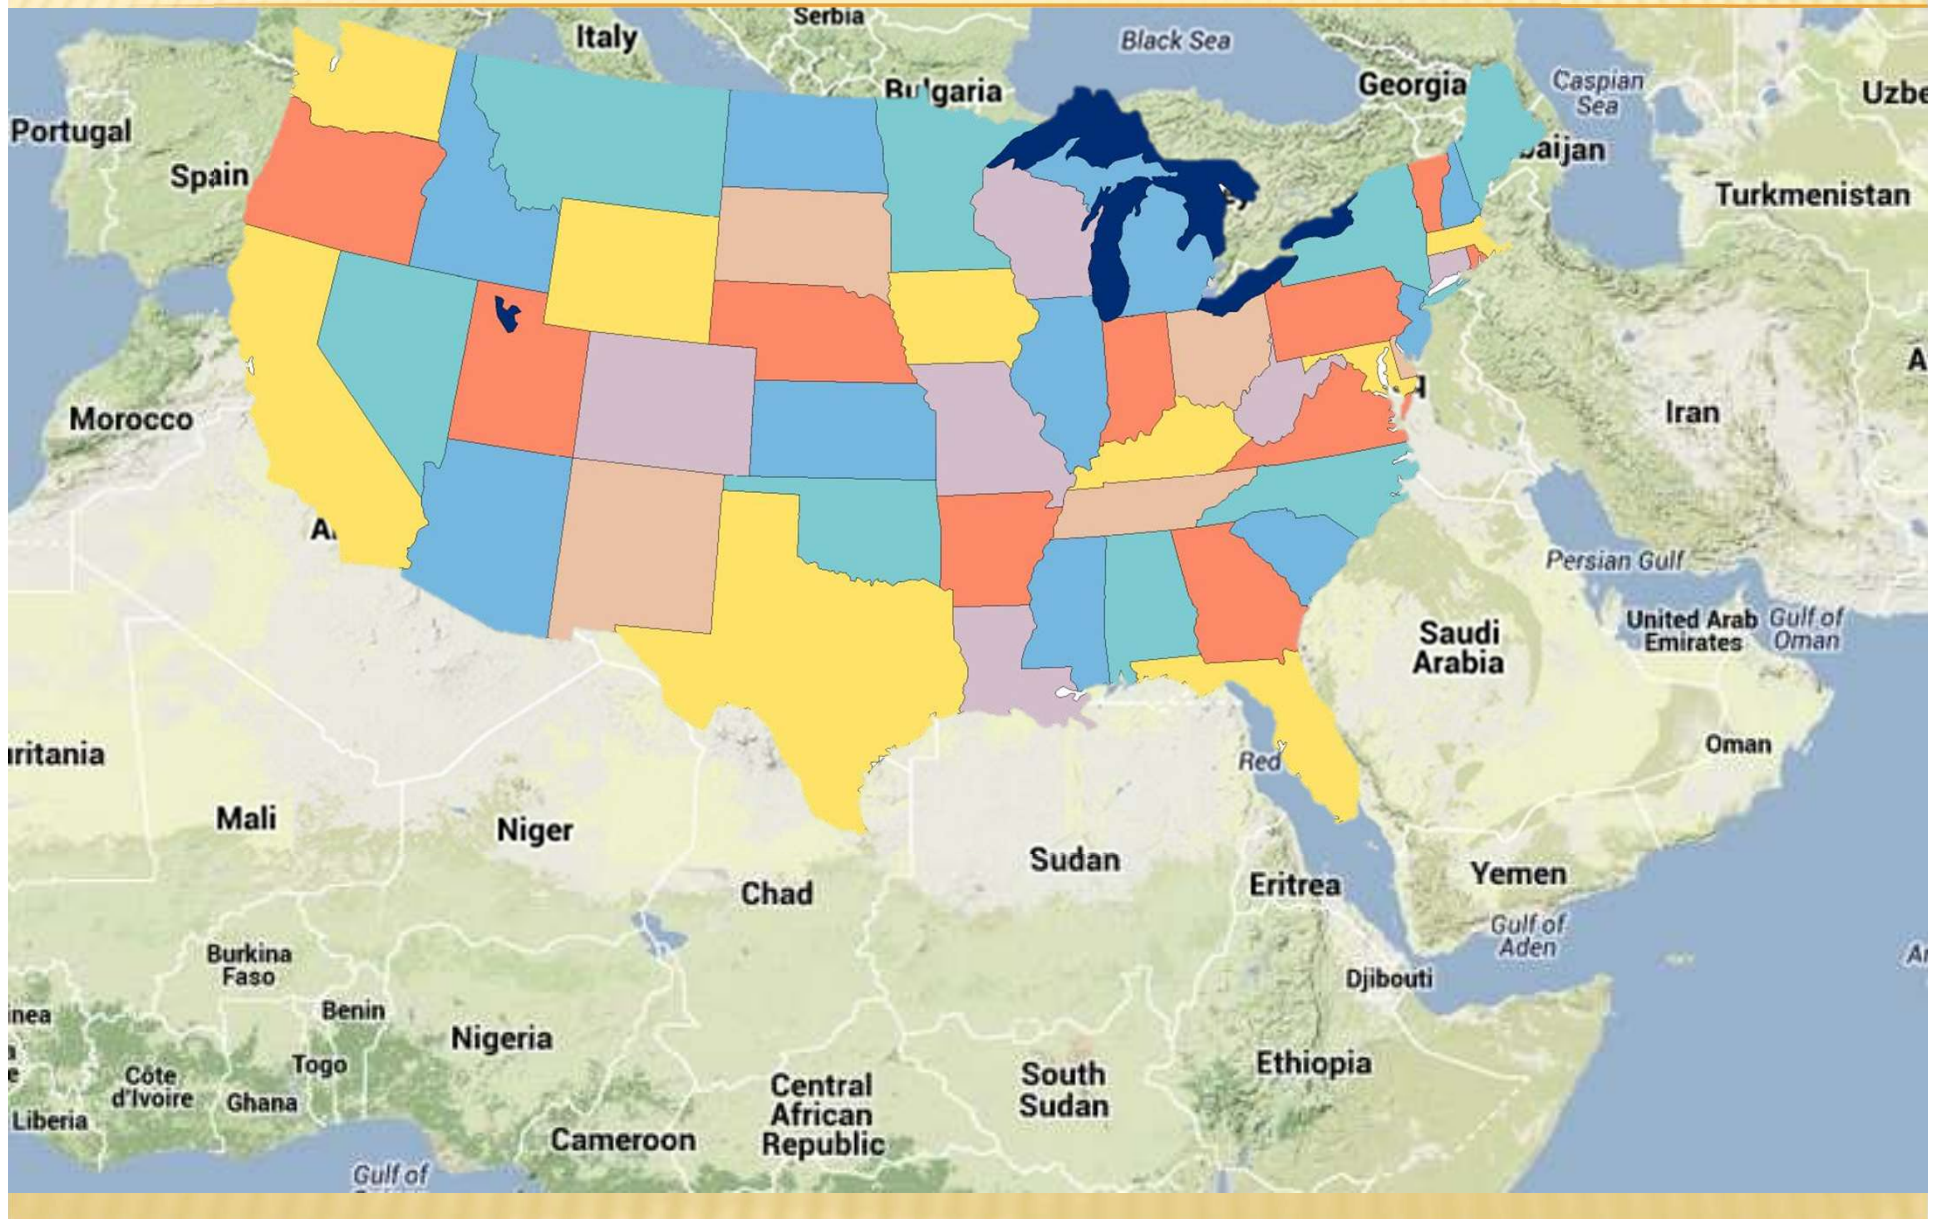 Serbia
Italy
Black Sea
Bulgaria
Georgia
Caspian
Sea
Uzbe
Portugal
baijan
Spain
Turkmenistan
Iran
Morocco
Persian Gulf
United Arab
Emirates
Gulf of
Oman
Saudi
Arabia
Oman
ritania
Red
Mali
Niger
Sudan
Chad
Eritrea
Yemen
Gulf of
Aden
Burkina
Faso
Djibouti
Benin
inea
Nigeria
Togo
Ethiopia
Côte
d'Ivoire
Ghana
South
Sudan
Central
African
Republic
Liberia
Cameroon
Gulf of